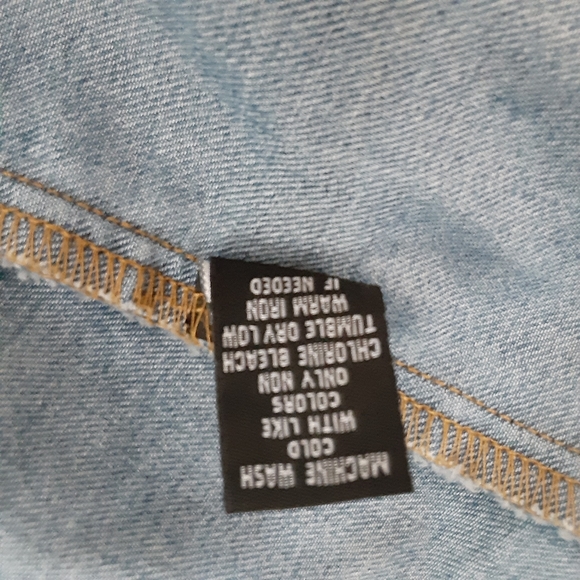 MACHINE WASH
COLD
WITH LIKE
COLORS
ONLY NON
CHLORINE BLEACH
TUMBLE DRY LOW
WARM IRON
IF NEEDED